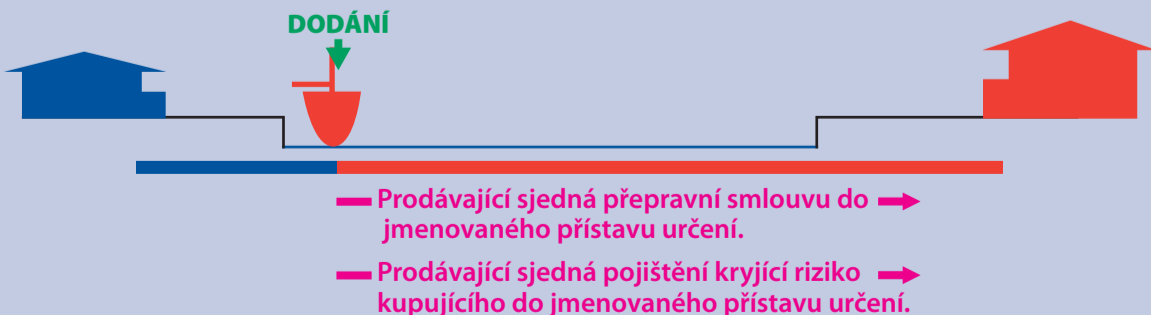 DODÁNÍ
Prodávající sjedná přepravní smlouvu do
jmenovaného přístavu určení.
Prodávající sjedná pojištění kryjící riziko
kupujícího do jmenovaného přístavu určení.